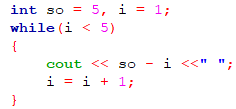 int so = 5, i = 1;
while(i < 5)
{
cout << so - i <<" ";
i = i + 1;
}